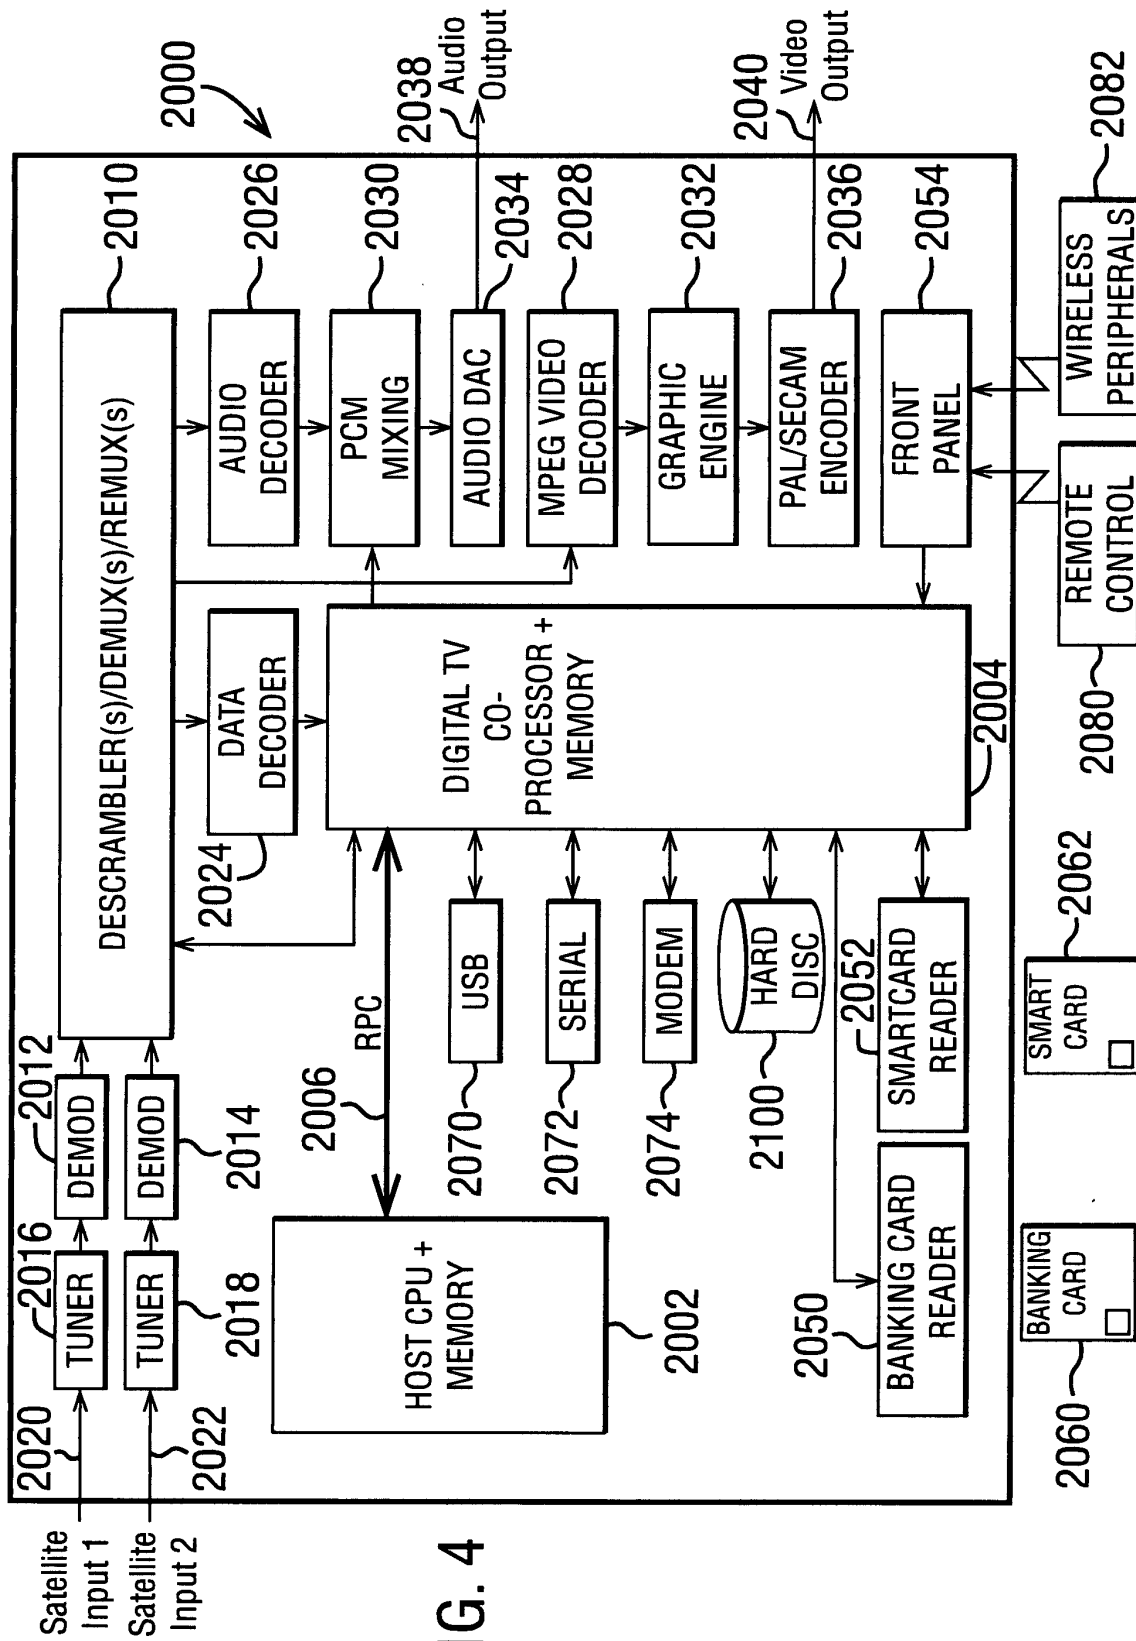 Satellite
Input 1
Satellite
Input 2
2020
2022
TUNER
2016
TUNER
2018
DEMOD
2012
DEMOD
2014
DESCRAMBLER(s)/DEMUX(s)/REMUX(s)
2010
2000
DATA
DECODER
2024
AUDIO
DECODER
2026
PCM
MIXING
2030
AUDIO DAC
2034
2038
Audio
Output
MPEG VIDEO
DECODER
2028
GRAPHIC
ENGINE
2032
PAL/SECAM
ENCODER
2036
2040
Video
Output
FRONT
PANEL
2054
HOST CPU +
MEMORY
2002
RPC
2006
DIGITAL TV
CO-
PROCESSOR +
MEMORY
2004
USB
2070
SERIAL
2072
MODEM
2074
HARD
DISC
2100
BANKING CARD
READER
2050
SMARTCARD
READER
2052
BANKING
CARD
2060
SMART
CARD
2062
REMOTE
CONTROL
2080
WIRELESS
PERIPHERALS
2082
IG. 4